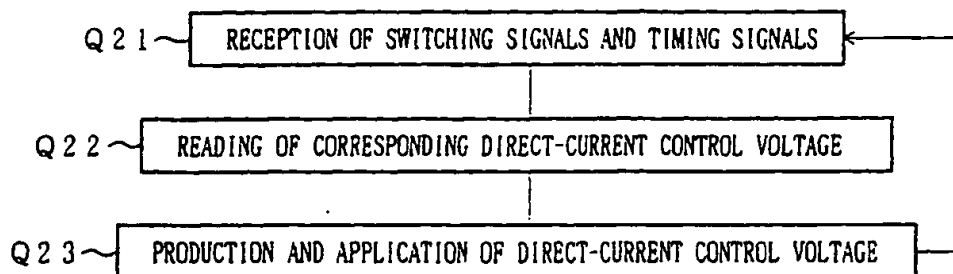 Q21 RECEPTION OF SWITCHING SIGNALS AND TIMING SIGNALS
Q22 READING OF CORRESPONDING DIRECT-CURRENT CONTROL VOLTAGE
Q23 PRODUCTION AND APPLICATION OF DIRECT-CURRENT CONTROL VOLTAGE